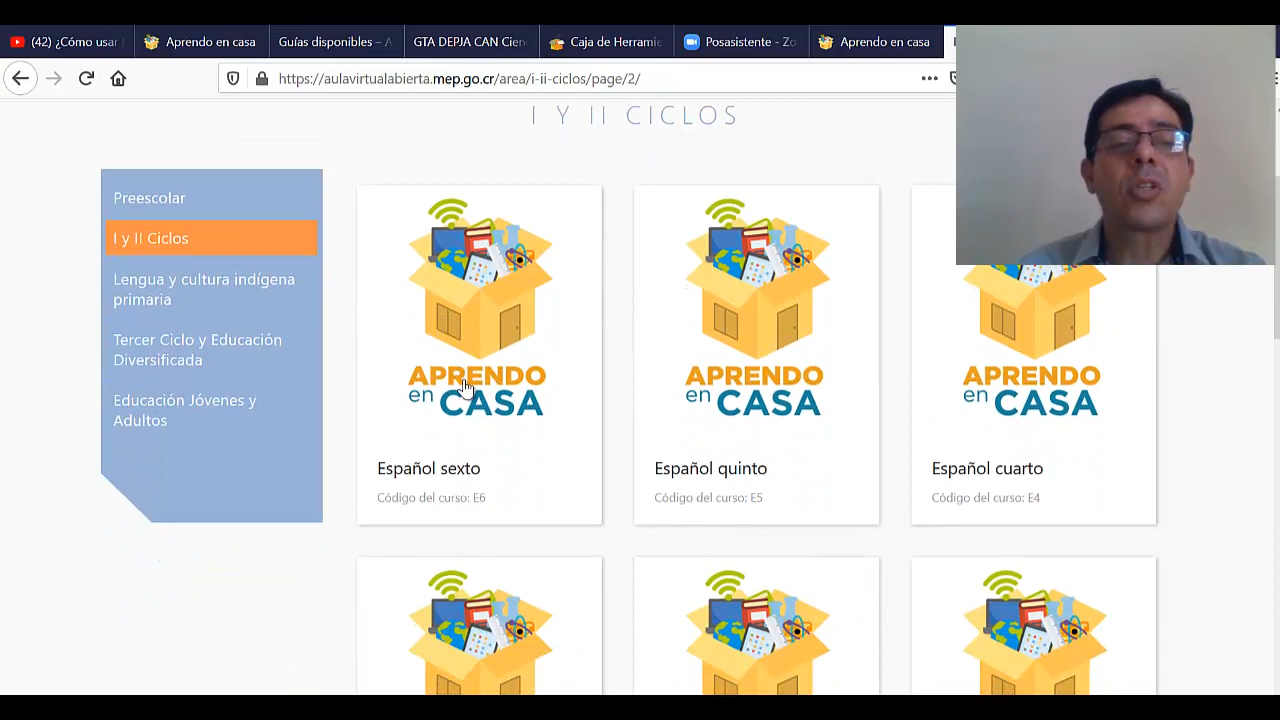 (42) ¿Cómo usar
Aprendo en casa
Guías disponibles – A
GTA DEPJA CAN Cien
Caja de Herramie
Posasistente - Zo
Aprendo en casa
https://aulavirtualabierta.mep.go.cr/area/i-ii-ciclos/page/2/
I Y II CICLOS
Preescolar
I y II Ciclos
Lengua y cultura indígena
primaria
Tercer Ciclo y Educación
Diversificada
Educación Jóvenes y
Adultos
APRENDO
en CASA
Español sexto
Código del curso: E6
APRENDO
en CASA
Español quinto
Código del curso: E5
APRENDO
en CASA
Español cuarto
Código del curso: E4